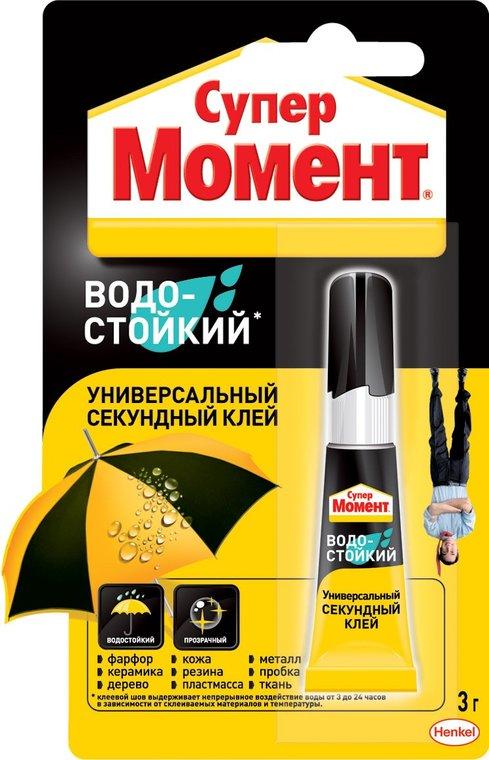 Супер
Момент®
ВОДО-
СТОЙКИЙ*
УНИВЕРСАЛЬНЫЙ
СЕКУНДНЫЙ КЛЕЙ
Супер
Момент
ВОДО-
СТОЙКИЙ
Универсальный
СЕКУНДНЫЙ
КЛЕЙ
ВОДОСТОЙКИЙ ПРОЗРАЧНЫЙ
фарфор кожа металл
керамика резина пробка
дерево пластмасса ткань
* клеевой шов выдерживает непрерывное воздействие воды от 3 до 24 часов
в зависимости от склеиваемых материалов и температуры.
3 г
Henkel